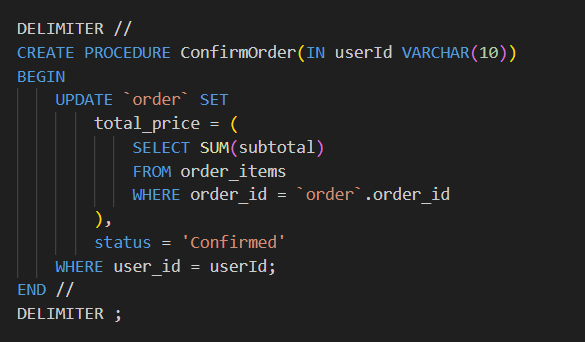 DELIMITER //
CREATE PROCEDURE ConfirmOrder(IN userId VARCHAR(10))
BEGIN
    UPDATE `order` SET
        total_price = (
            SELECT SUM(subtotal)
            FROM order_items
            WHERE order_id = `order`.order_id
        ),
        status = 'Confirmed'
    WHERE user_id = userId;
END //
DELIMITER ;